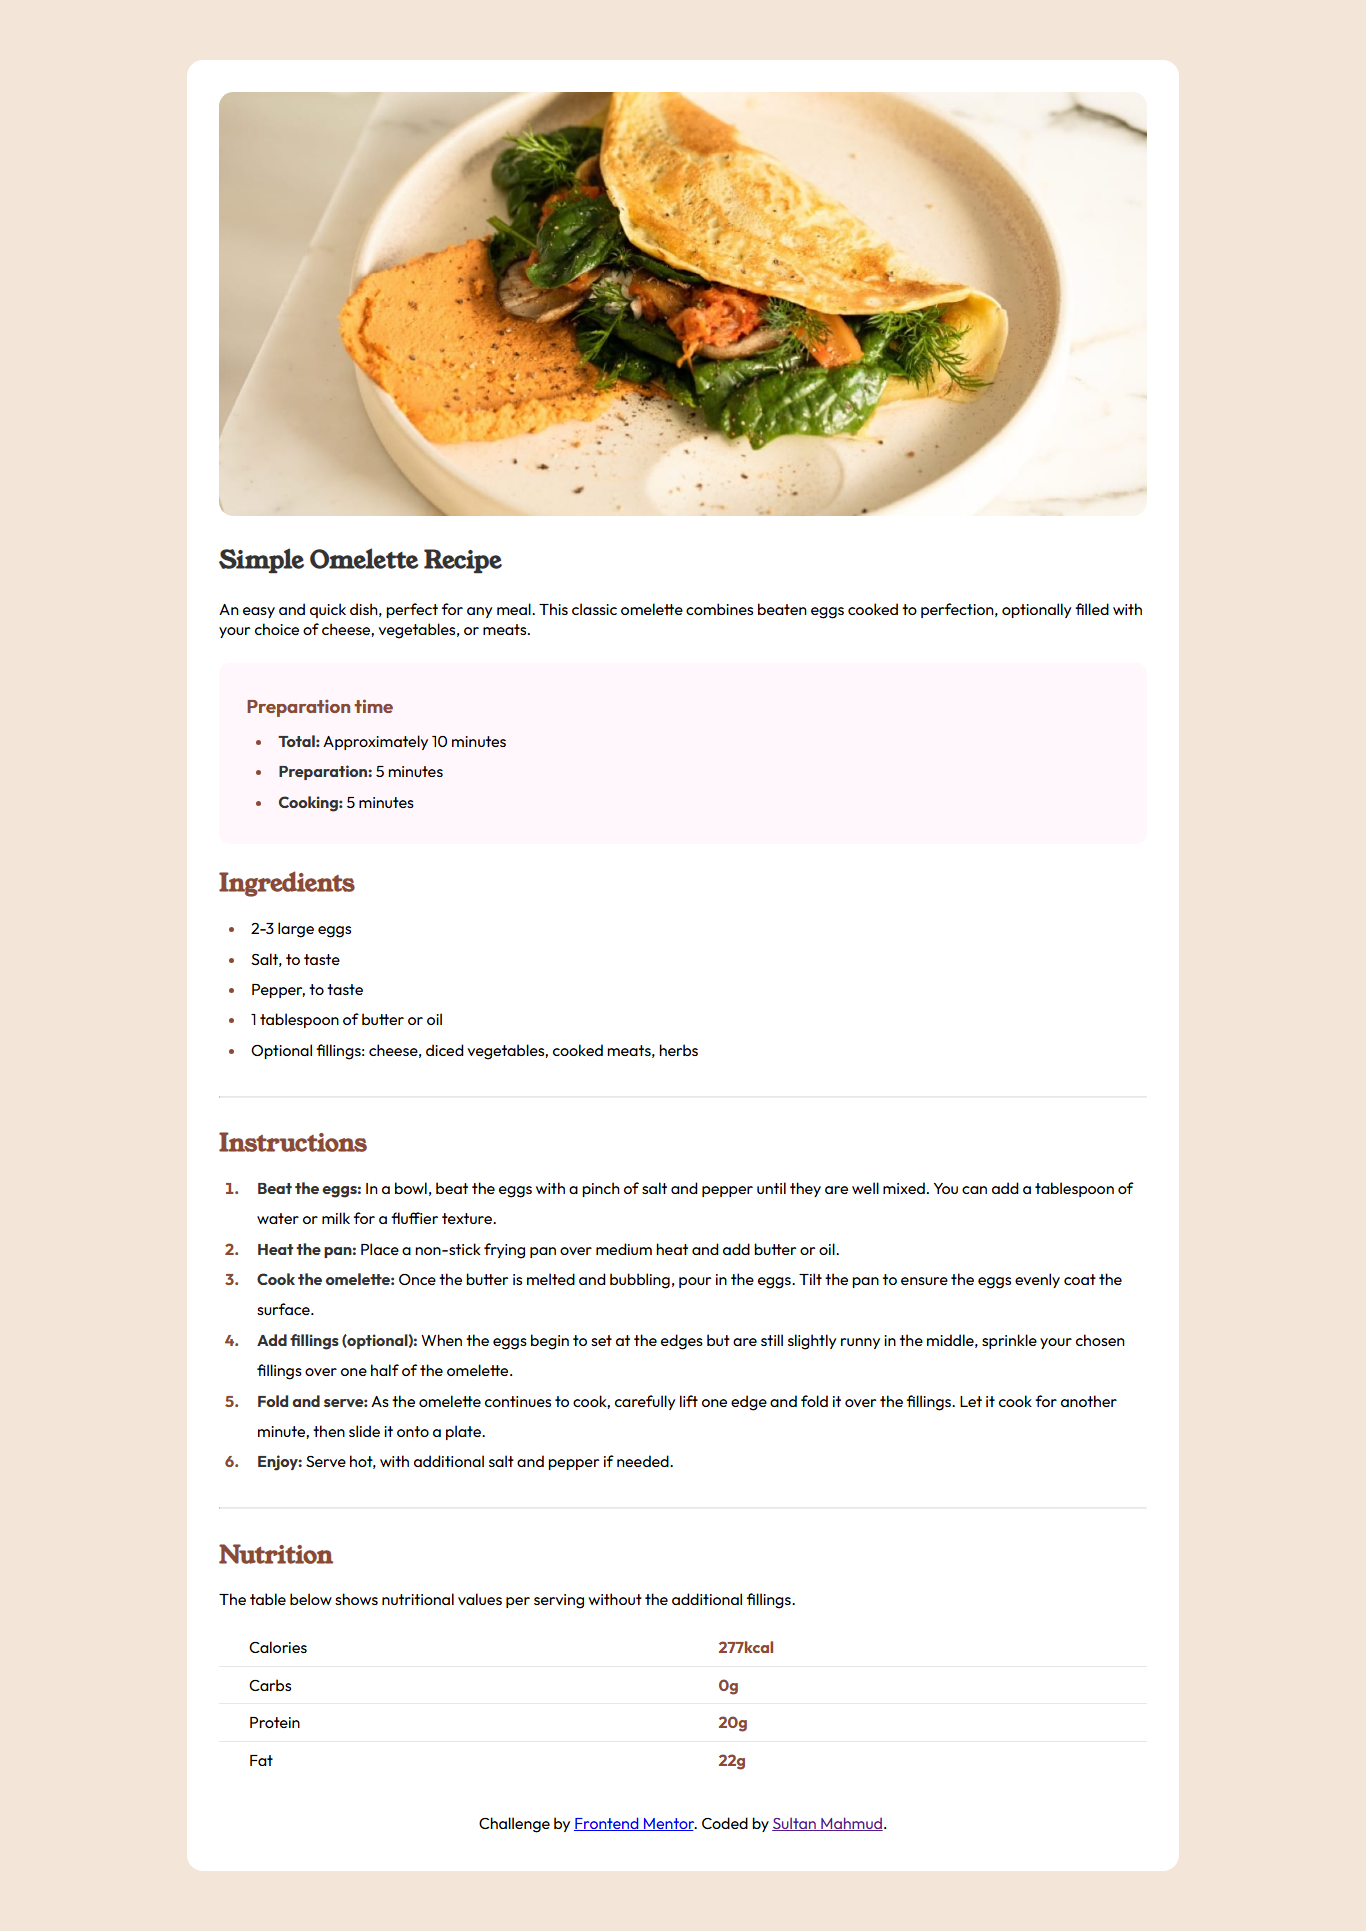 Simple Omelette Recipe
An easy and quick dish, perfect for any meal. This classic omelette combines beaten eggs cooked to perfection, optionally filled with
your choice of cheese, vegetables, or meats.
Preparation time
• Total: Approximately 10 minutes
• Preparation: 5 minutes
• Cooking: 5 minutes
Ingredients
• 2-3 large eggs
• Salt, to taste
• Pepper, to taste
• 1 tablespoon of butter or oil
• Optional fillings: cheese, diced vegetables, cooked meats, herbs
Instructions
1. Beat the eggs: In a bowl, beat the eggs with a pinch of salt and pepper until they are well mixed. You can add a tablespoon of
water or milk for a fluffier texture.
2. Heat the pan: Place a non-stick frying pan over medium heat and add butter or oil.
3. Cook the omelette: Once the butter is melted and bubbling, pour in the eggs. Tilt the pan to ensure the eggs evenly coat the
surface.
4. Add fillings (optional): When the eggs begin to set at the edges but are still slightly runny in the middle, sprinkle your chosen
fillings over one half of the omelette.
5. Fold and serve: As the omelette continues to cook, carefully lift one edge and fold it over the fillings. Let it cook for another
minute, then slide it onto a plate.
6. Enjoy: Serve hot, with additional salt and pepper if needed.
Nutrition
The table below shows nutritional values per serving without the additional fillings.
Calories 277kcal
Carbs 0g
Protein 20g
Fat 22g
Challenge by Frontend Mentor. Coded by Sultan Mahmud.